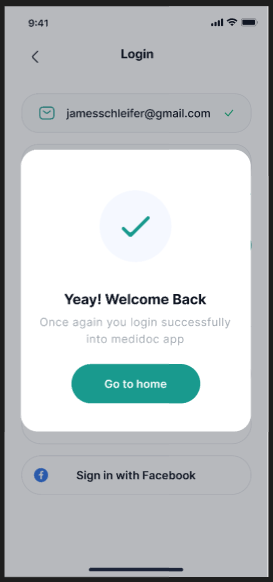 9:41
Login
jamesschleifer@gmail.com
Yeay! Welcome Back
Once again you login successfully
into medidoc app
Go to home
Sign in with Facebook